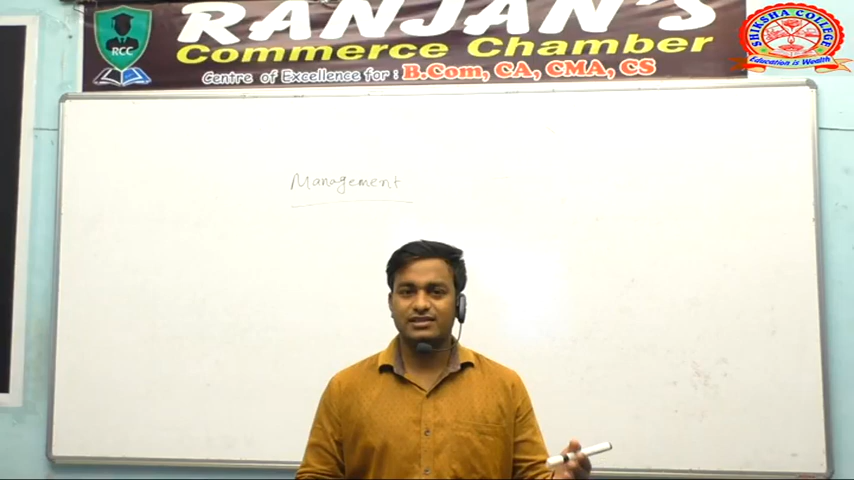 RANJAN'S
Commerce Chamber
Centre of Excellence for : B.Com, CA, CMA, CS
RCC
SHIKSHA COLLEGE
Education is Wealth
Management